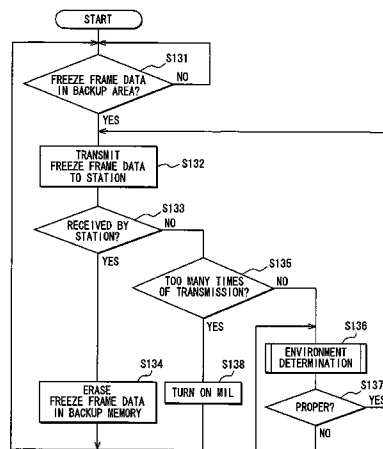 START
S131
FREEZE FRAME DATA
IN BACKUP AREA?
NO
YES
TRANSMIT
FREEZE FRAME DATA
TO STATION
S132
S133
RECEIVED BY
STATION?
NO
YES
S135
TOO MANY TIMES
OF TRANSMISSION?
NO
YES
S136
ENVIRONMENT
DETERMINATION
S134
ERASE
FREEZE FRAME DATA
IN BACKUP MEMORY
S138
TURN ON MIL
S137
PROPER?
YES
NO